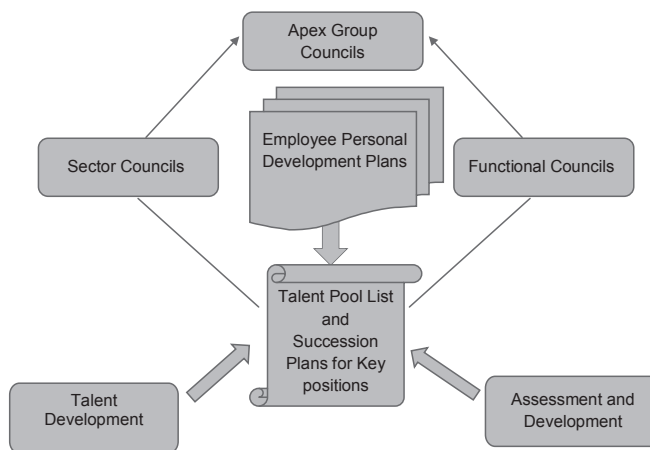 Apex Group
Councils
Employee Personal
Development Plans
Sector Councils
Functional Councils
Talent Pool List
and
Succession
Plans for Key
positions
Talent
Development
Assessment and
Development